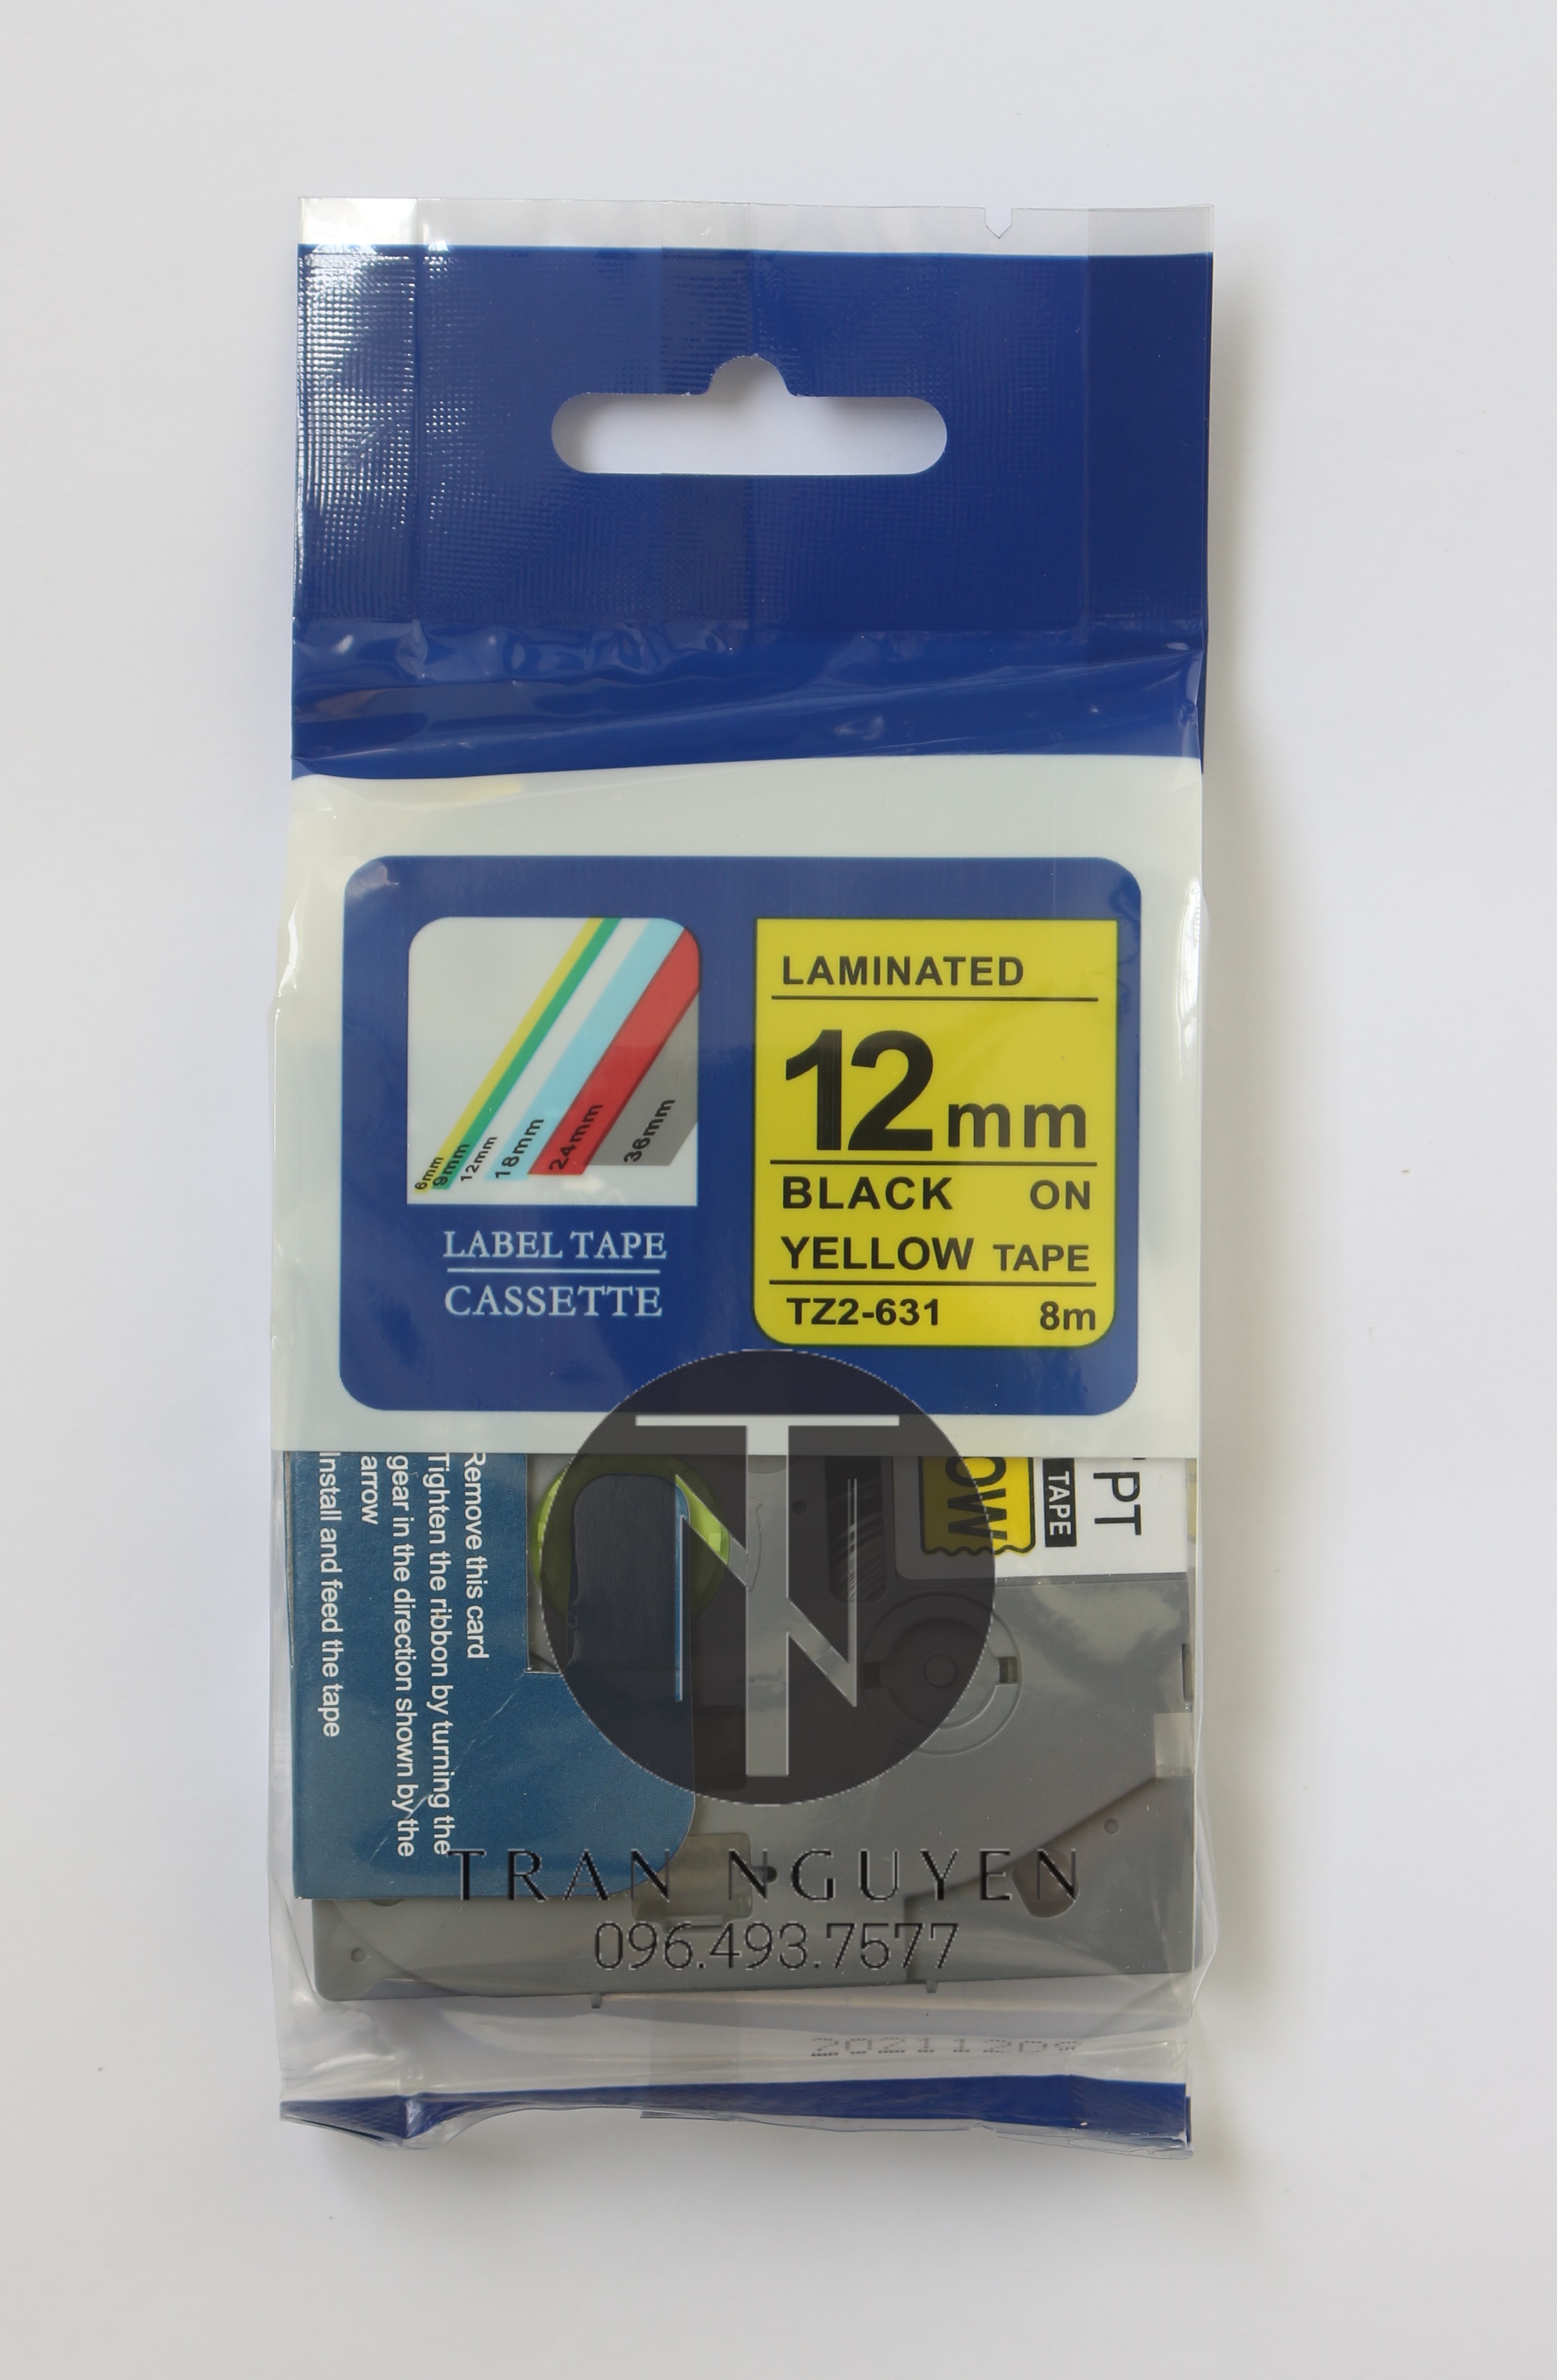 LAMINATED
12mm
BLACK ON
YELLOW TAPE
TZ2-631 8m
6mm
9mm
12mm
18mm
24mm
36mm
LABEL TAPE
CASSETTE
PT
TAPE
OW
Remove this card
Tighten the ribbon by turning the
gear in the direction shown by the
arrow
Install and feed the tape
TRAN NGUYEN
096.493.7577